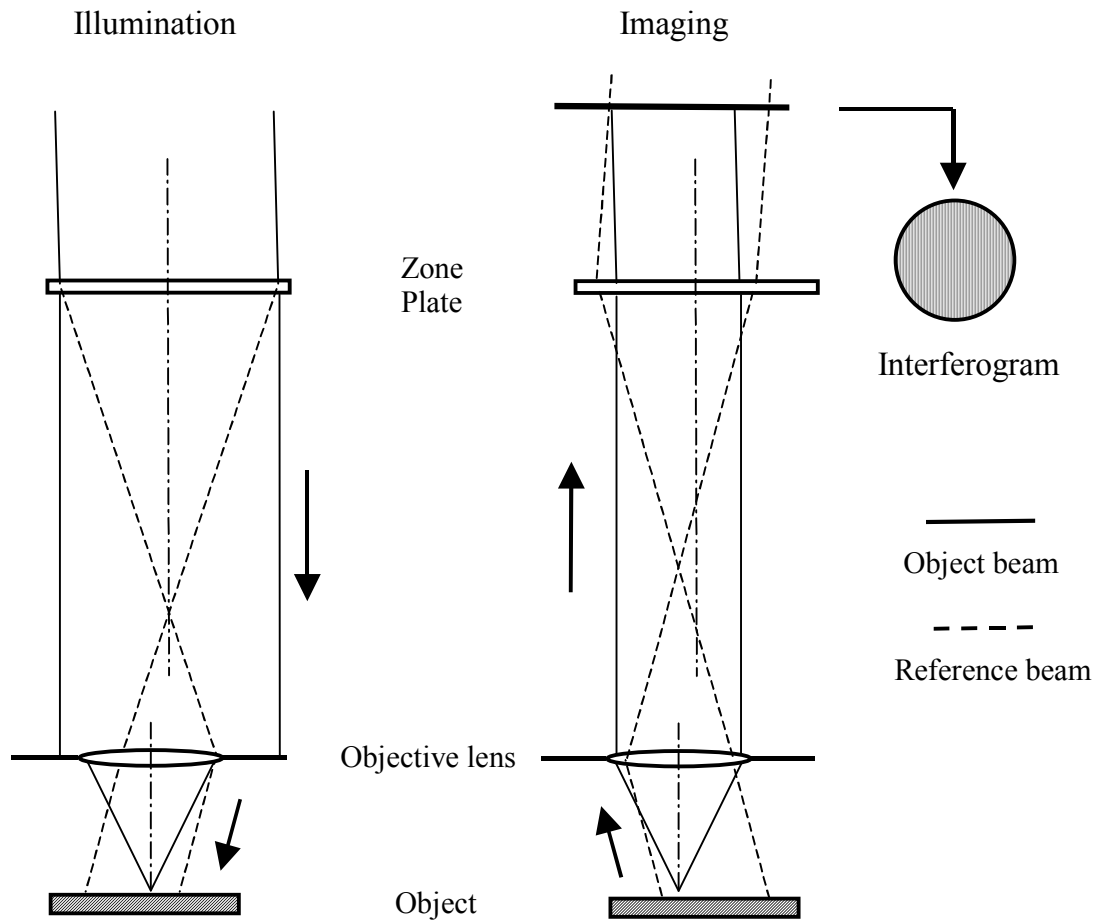 Illumination
Imaging
Zone
Plate
Interferogram
Object beam
Reference beam
Objective lens
Object